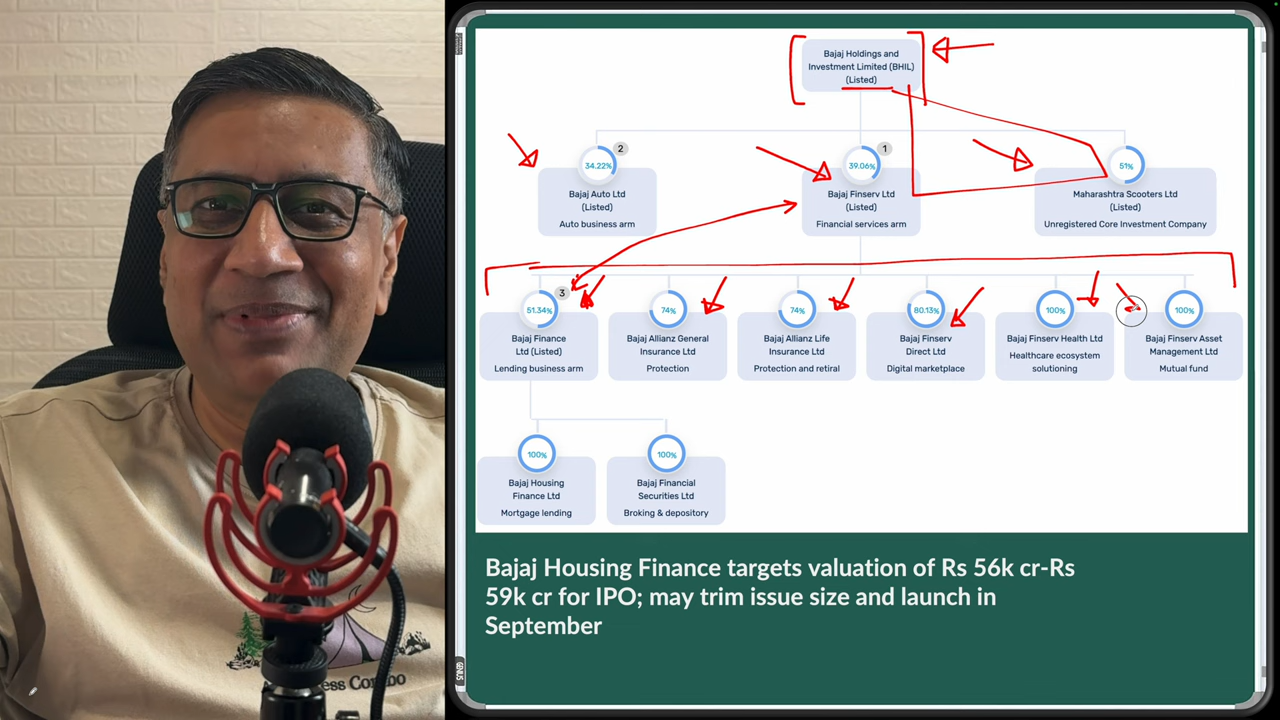 Bajaj Holdings and
Investment Limited (BHIL)
(Listed)
34.22%
2
Bajaj Auto Ltd
(Listed)
Auto business arm
39.06%
1
Bajaj Finserv Ltd
(Listed)
Financial services arm
51%
Maharashtra Scooters Ltd
(Listed)
Unregistered Core Investment Company
51.34%
3
Bajaj Finance
Ltd (Listed)
Lending business arm
74%
Bajaj Allianz General
Insurance Ltd
Protection
74%
Bajaj Allianz Life
Insurance Ltd
Protection and retiral
80.13%
Bajaj Finserv
Direct Ltd
Digital marketplace
100%
Bajaj Finserv Health Ltd
Healthcare ecosystem
solutioning
100%
Bajaj Finserv Asset
Management Ltd
Mutual fund
100%
Bajaj Housing
Finance Ltd
Mortgage lending
100%
Bajaj Financial
Securities Ltd
Broking & depository
Bajaj Housing Finance targets valuation of Rs 56k cr-Rs
59k cr for IPO; may trim issue size and launch in
September
GENIUS